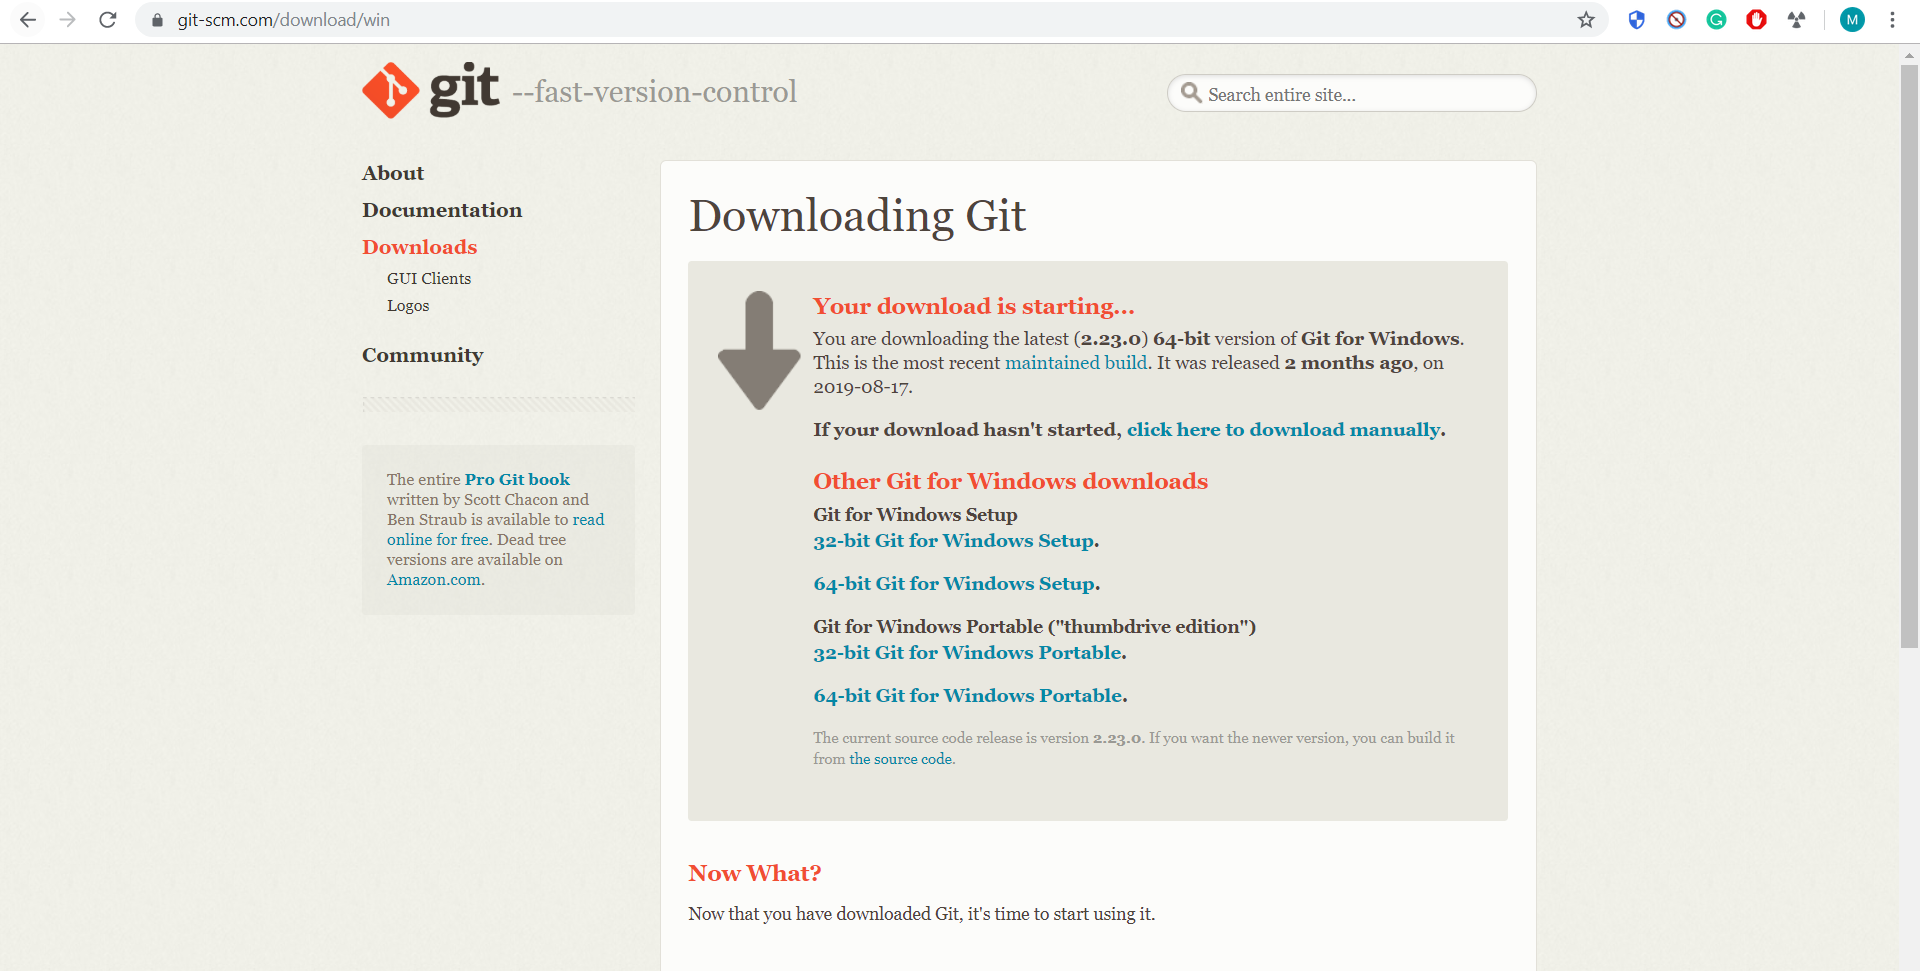 git-scm.com/download/win
M
git --fast-version-control
Search entire site...
About
Documentation
Downloads
GUI Clients
Logos
Community
The entire Pro Git book
written by Scott Chacon and
Ben Straub is available to read
online for free. Dead tree
versions are available on
Amazon.com.
Downloading Git
Your download is starting...
You are downloading the latest (2.23.0) 64-bit version of Git for Windows.
This is the most recent maintained build. It was released 2 months ago, on
2019-08-17.
If your download hasn't started, click here to download manually.
Other Git for Windows downloads
Git for Windows Setup
32-bit Git for Windows Setup.
64-bit Git for Windows Setup.
Git for Windows Portable ("thumbdrive edition")
32-bit Git for Windows Portable.
64-bit Git for Windows Portable.
The current source code release is version 2.23.0. If you want the newer version, you can build it
from the source code.
Now What?
Now that you have downloaded Git, it's time to start using it.